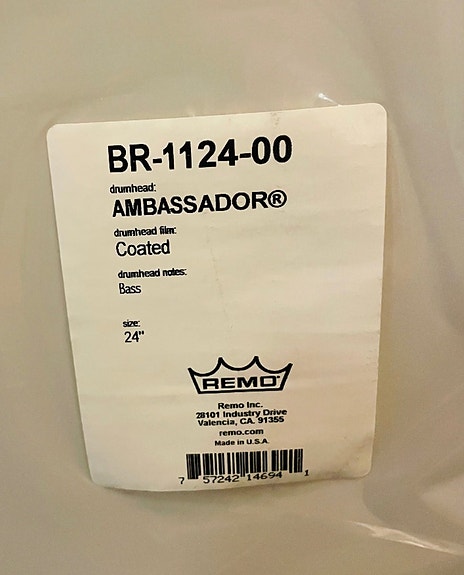 BR-1124-00
drumhead:
AMBASSADOR®
drumhead film:
Coated
drumhead notes:
Bass
size:
24"
REMO
Remo Inc.
28101 Industry Drive
Valencia, CA. 91355
remo.com
Made in U.S.A.
7 57242 14694 1